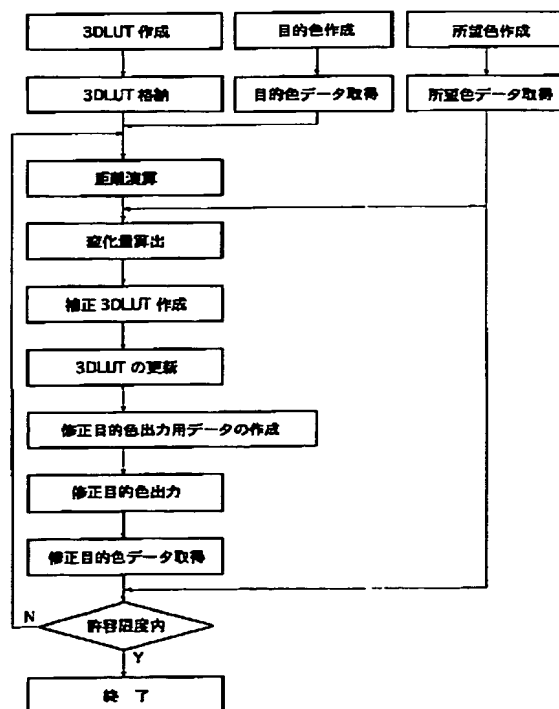 3DLUT 作成
目的色作成
所望色作成
3DLUT 格納
目的色データ取得
所望色データ取得
距離演算
変化量算出
補正 3DLUT 作成
3DLUT の更新
修正目的色出力用データの作成
修正目的色出力
修正目的色データ取得
N
許容限度内
Y
終 了